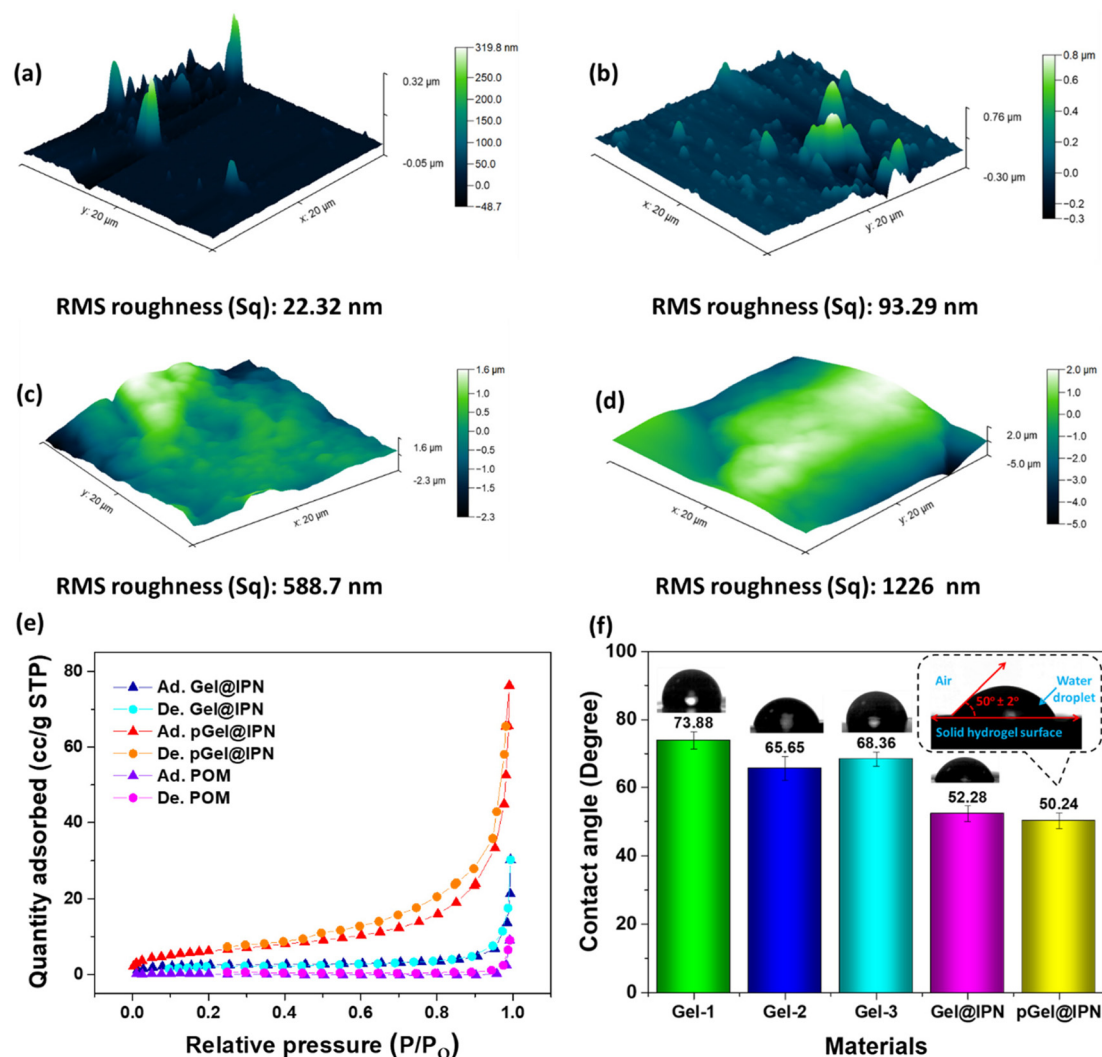 (a)
319.8 nm
250.0
200.0
150.0
100.0
50.0
0.0
−48.7
0.32 µm
-0.05 µm
y: 20 µm
x: 20 µm
RMS roughness (Sq): 22.32 nm
(b)
0.8 µm
0.6
0.4
0.2
0.0
−0.2
−0.3
0.76 µm
-0.30 µm
x: 20 µm
y: 20 µm
RMS roughness (Sq): 93.29 nm
(c)
1.6 µm
1.0
0.5
0.0
−0.5
−1.0
−1.5
−2.3
1.6 µm
-2.3 µm
y: 20 µm
x: 20 µm
RMS roughness (Sq): 588.7 nm
(d)
2.0 µm
1.0
0.0
−1.0
−2.0
−3.0
−4.0
−5.0
2.0 µm
-5.0 µm
x: 20 µm
y: 20 µm
RMS roughness (Sq): 1226 nm
(e)
Quantity adsorbed (cc/g STP)
80
60
40
20
0
Ad. Gel@IPN
De. Gel@IPN
Ad. pGel@IPN
De. pGel@IPN
Ad. POM
De. POM
0.0 0.2 0.4 0.6 0.8 1.0
Relative pressure (P/P₀)
(f)
Contact angle (Degree)
100
80
60
40
20
0
73.88
65.65
68.36
52.28
50.24
Air
Water
droplet
50° ± 2°
Solid hydrogel surface
Gel-1 Gel-2 Gel-3 Gel@IPN pGel@IPN
Materials